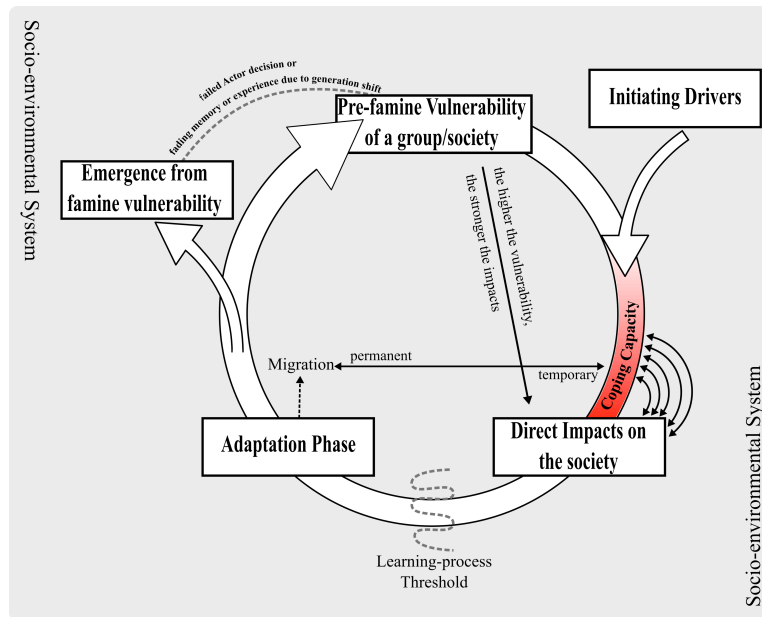 Socio-environmental System
failed Actor decision or
fading memory or experience due to generation shift
Pre-famine Vulnerability
of a group/society
Initiating Drivers
Emergence from
famine vulnerability
the higher the vulnerability,
the stronger the impacts
Coping Capacity
permanent
Migration
temporary
Adaptation Phase
Direct Impacts on
the society
Learning-process
Threshold
Socio-environmental System